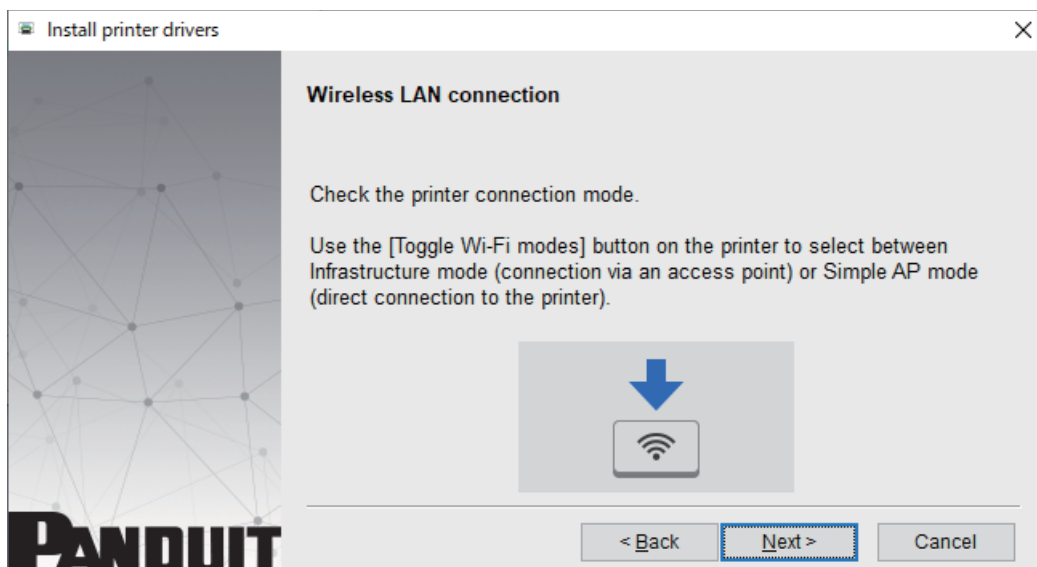 Install printer drivers
Wireless LAN connection
Check the printer connection mode.
Use the [Toggle Wi-Fi modes] button on the printer to select between
Infrastructure mode (connection via an access point) or Simple AP mode
(direct connection to the printer).
PANDUIT
< Back Next > Cancel